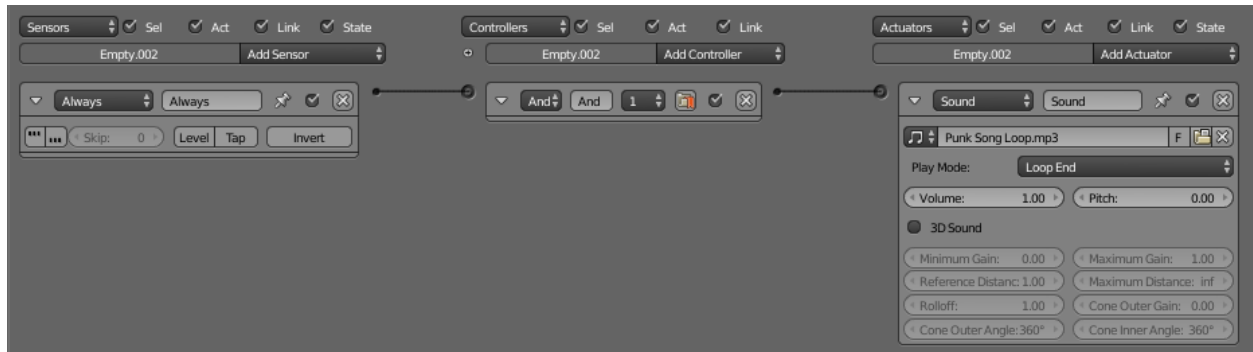 Sensors Sel Act Link State Controllers Sel Act Link Actuators Sel Act Link State
Empty.002 Add Sensor Empty.002 Add Controller Empty.002 Add Actuator
Always Always And And 1 Sound Sound
Skip: 0 Level Tap Invert Punk Song Loop.mp3 F
Play Mode: Loop End
Volume: 1.00 Pitch: 0.00
3D Sound
Minimum Gain: 0.00 Maximum Gain: 1.00
Reference Distanc: 1.00 Maximum Distance: inf
Rolloff: 1.00 Cone Outer Gain: 0.00
Cone Outer Angle: 360° Cone Inner Angle: 360°